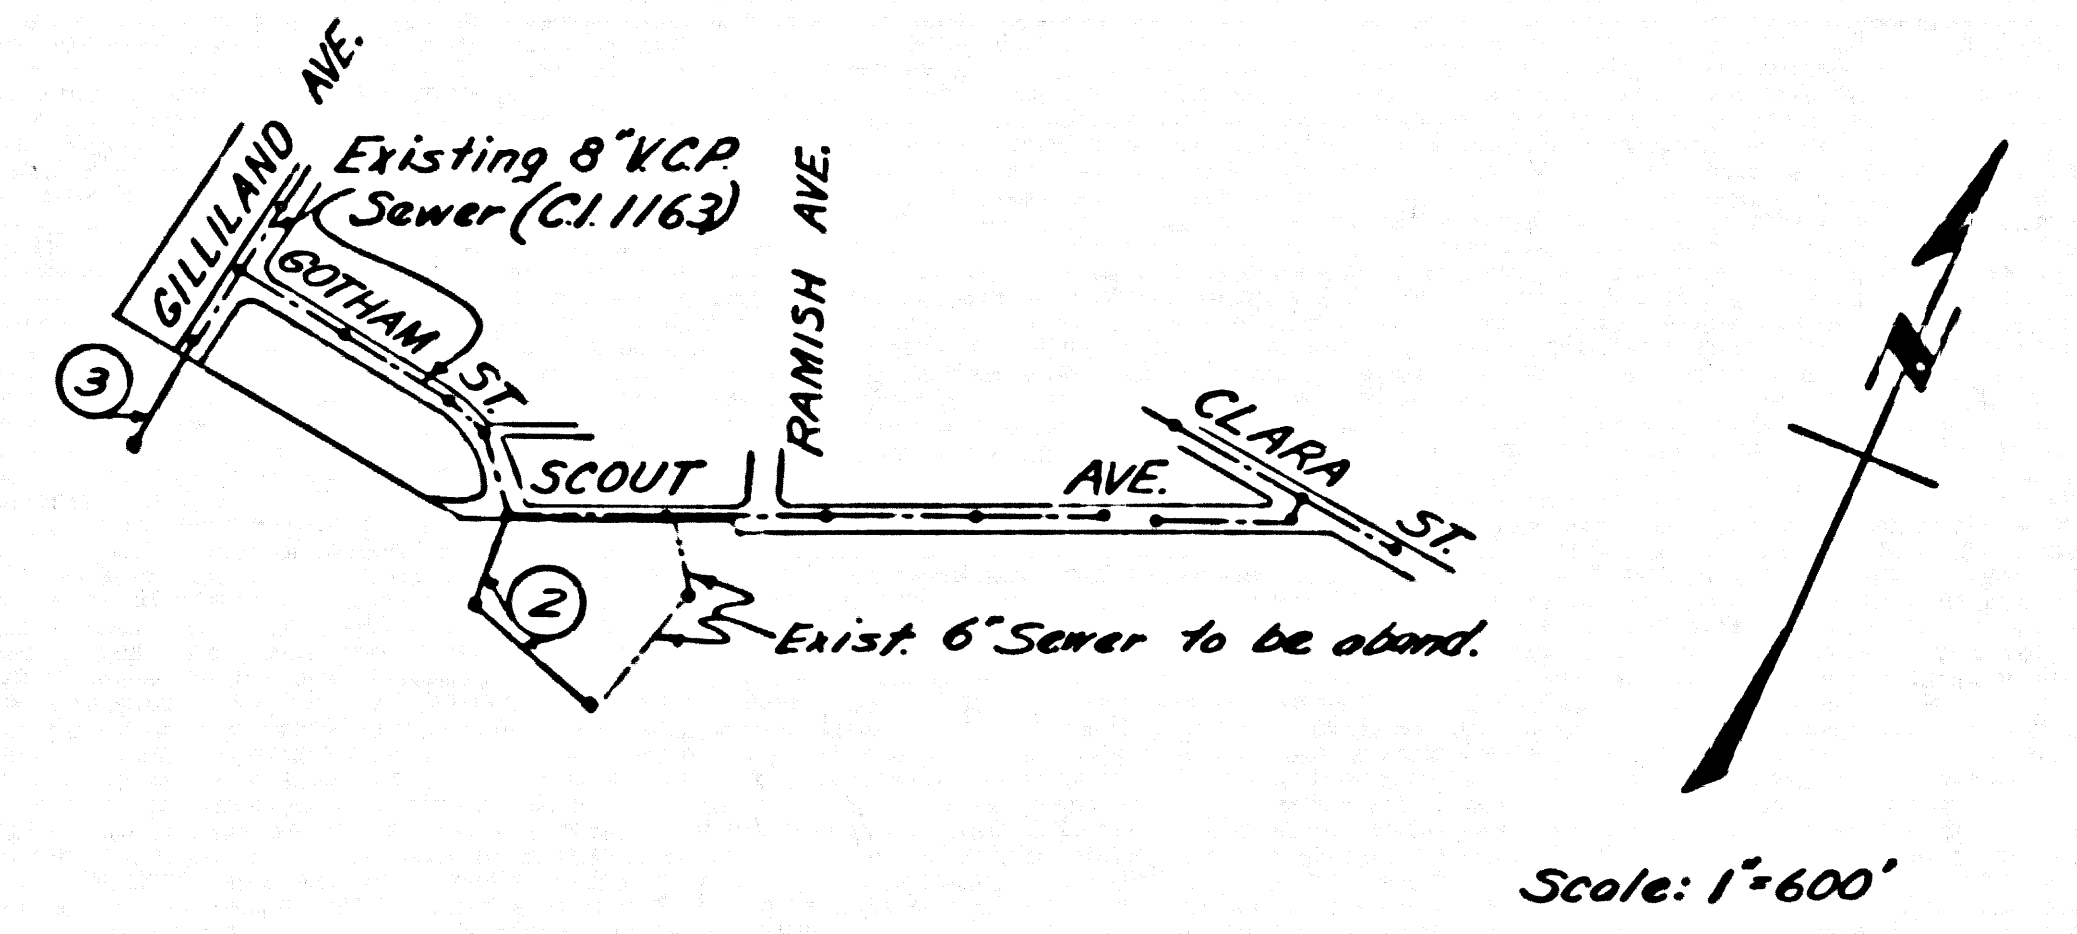 GILLILAND AVE.
Existing 8" V.C.P.
Sewer (C.I. 1163)
GOTHAM ST.
RAMISH AVE.
3
SCOUT AVE.
CLARA ST.
2
Exist. 6" Sewer to be aband.
N
Scale: 1"=600'